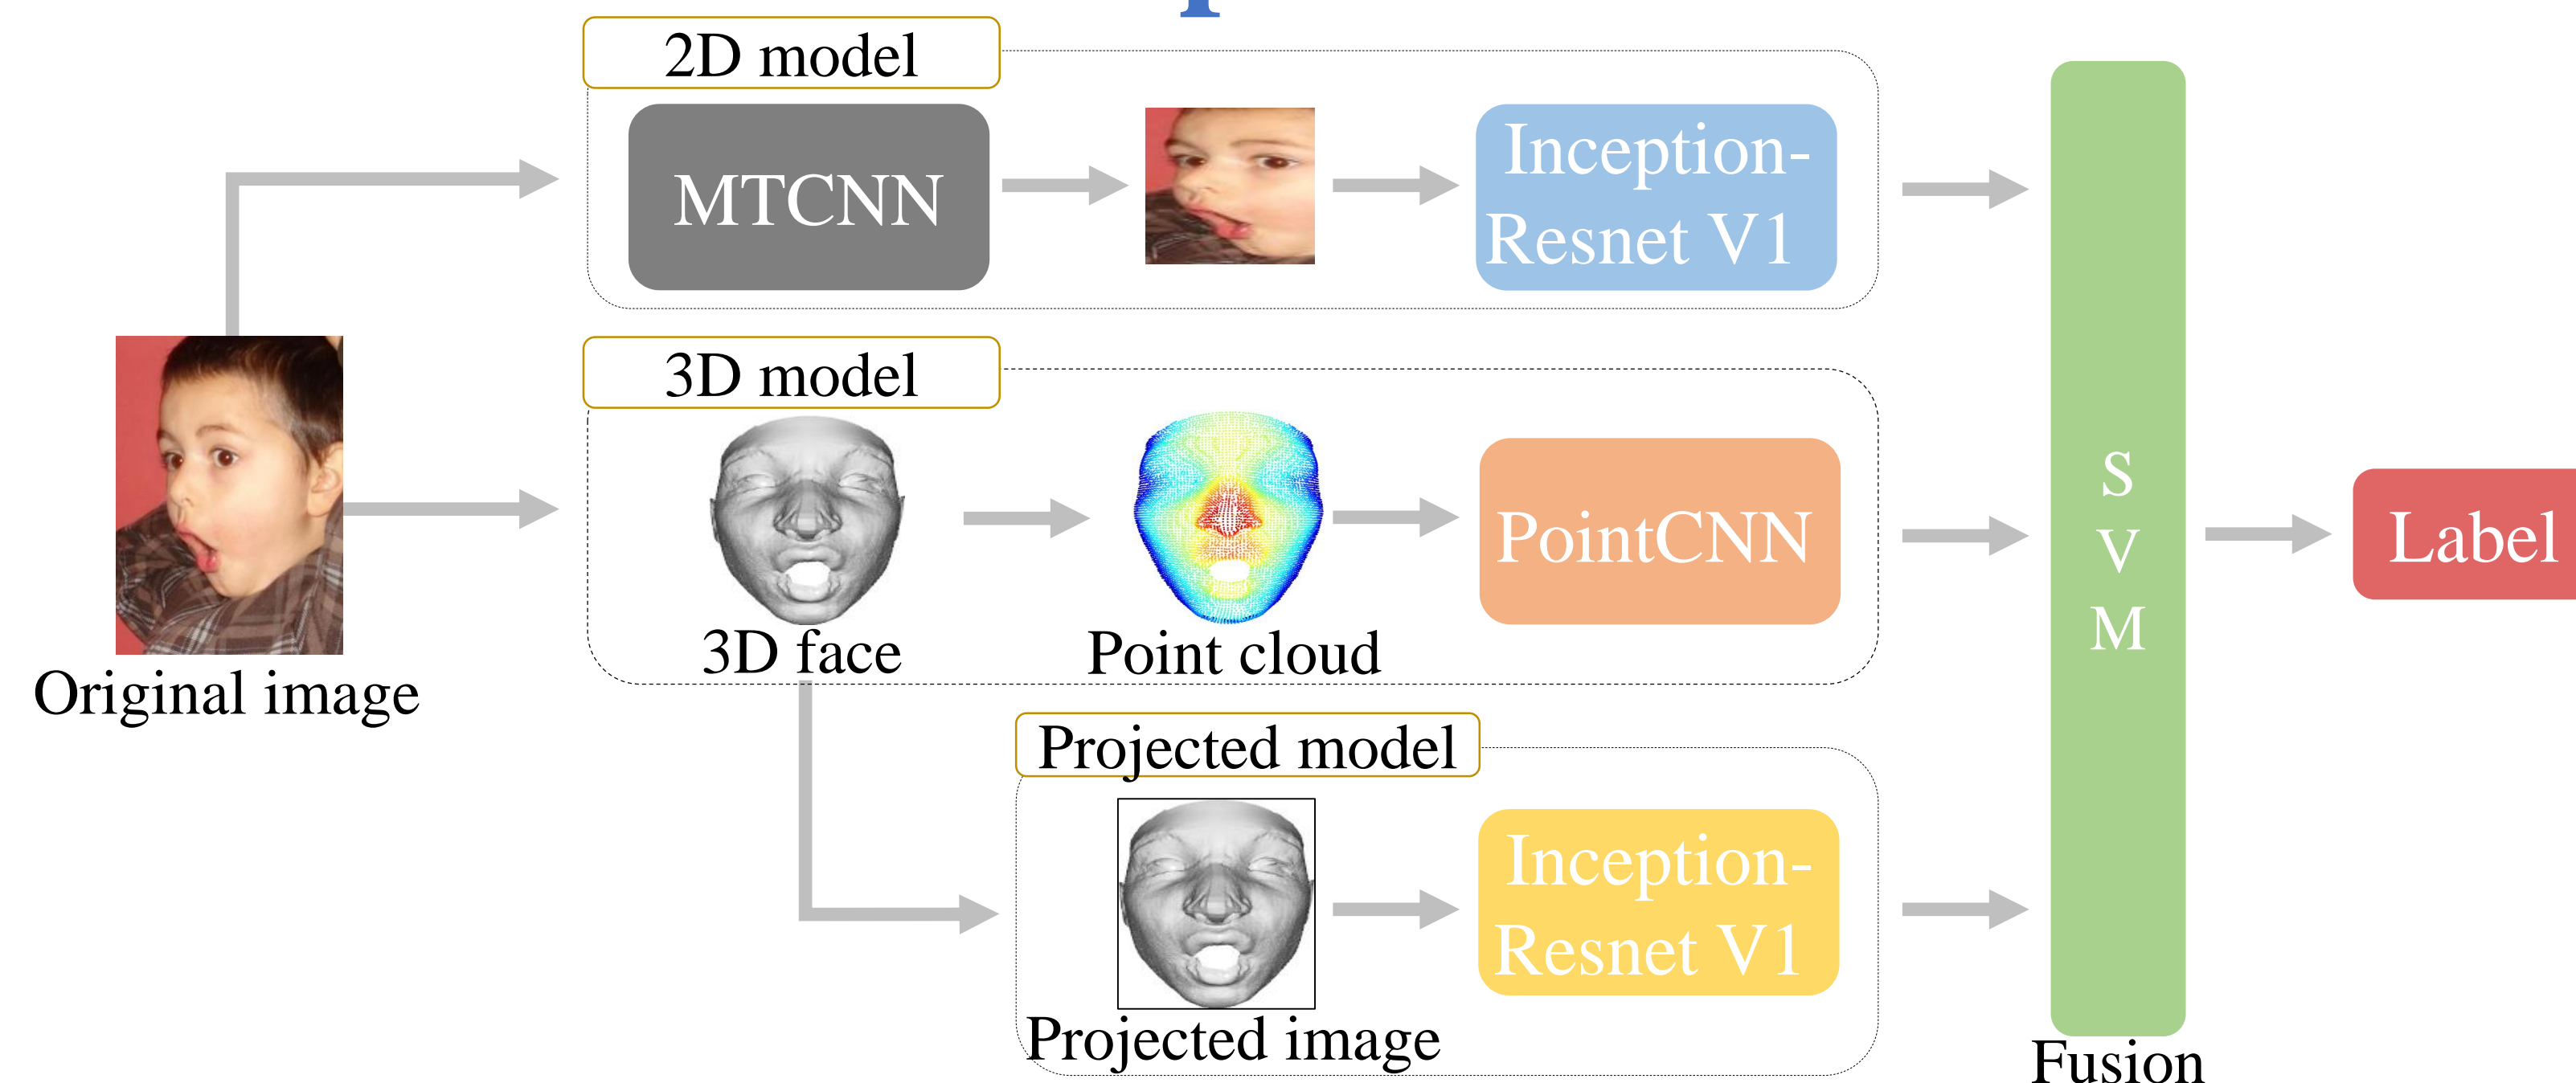 2D model
MTCNN
Inception-
Resnet V1
3D model
3D face
Point cloud
PointCNN
Original image
Projected model
Projected image
Inception-
Resnet V1
S
V
M
Fusion
Label